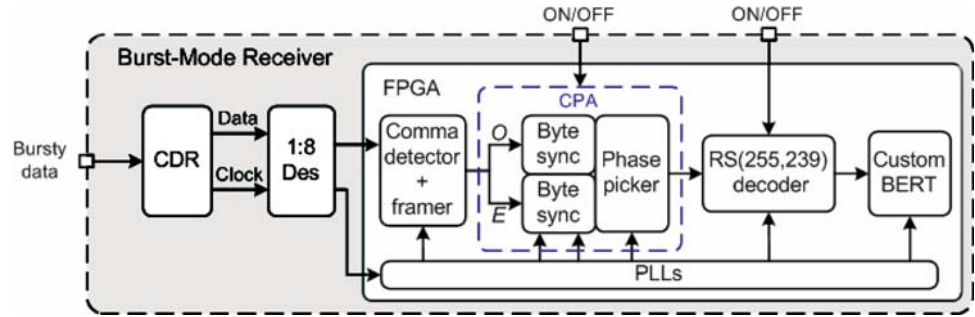 ON/OFF
ON/OFF
Burst-Mode Receiver
FPGA
CPA
Bursty
data
CDR
Data
Clock
1:8
Des
Comma
detector
+
framer
O
E
Byte
sync
Byte
sync
Phase
picker
RS(255,239)
decoder
Custom
BERT
PLLs